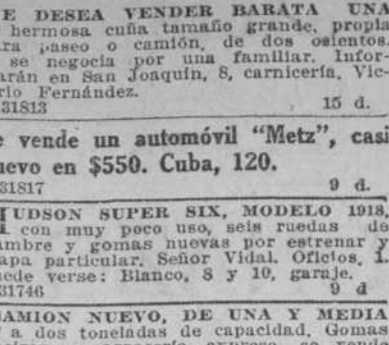 E DESEA VENDER BARATA UNA
hermosa cuña tamaño grande, propia
ra paseo o camión, de dos asientos.
se negocia por una familiar. Infor-
arán en San Joaquín, 8, carnicería. Vic-
rio Fernández.
31813 15 d.
e vende un automóvil "Metz", casi
uevo en $550. Cuba, 120.
31817 9 d.
HUDSON SUPER SIX, MODELO 1918,
con muy poco uso, seis ruedas de
ambre y gomas nuevas por estrenar y
apa particular. Señor Vidal. Oficios, 1.
uede verse: Blanco, 8 y 10, garaje.
31746 9 d
AMION NUEVO, DE UNA Y MEDIA
a dos toneladas de capacidad. Gomas